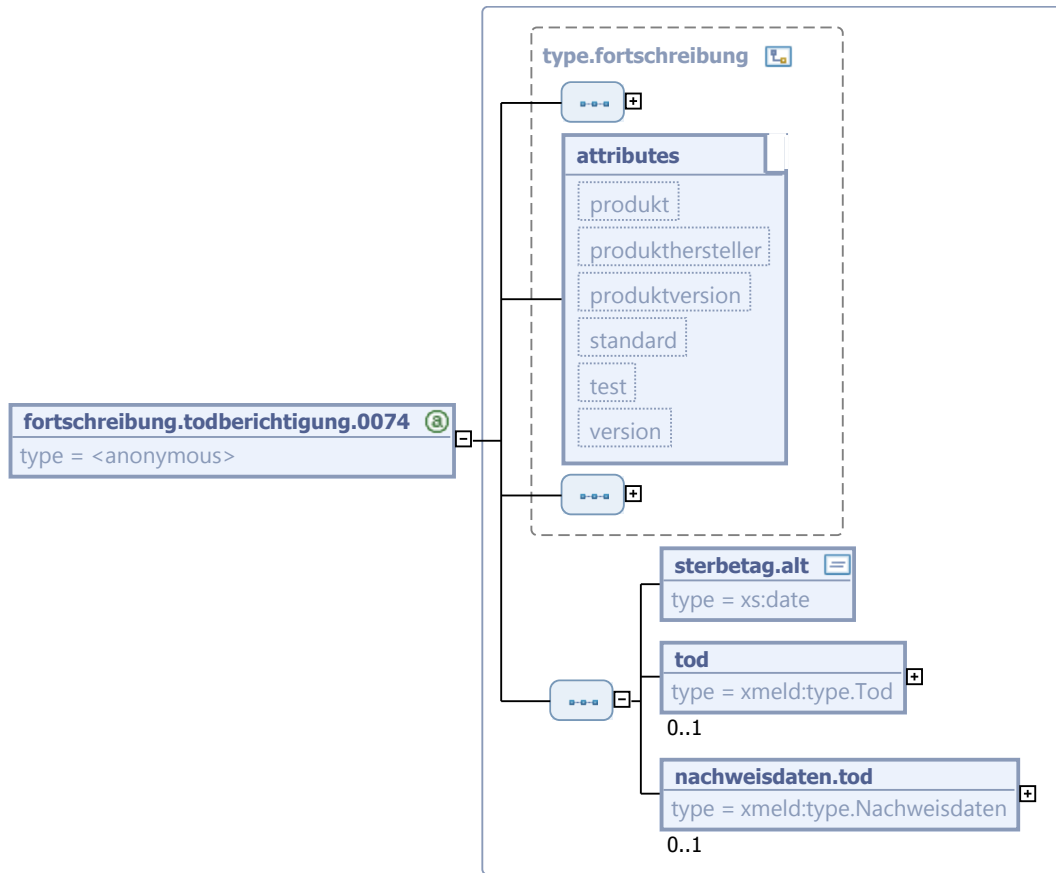 type.fortschreibung
attributes
produkt
produkthersteller
produktversion
standard
test
version
fortschreibung.todberichtigung.0074 a
type = <anonymous>
sterbetag.alt
type = xs:date
tod
type = xmeld:type.Tod
0..1
nachweisdaten.tod
type = xmeld:type.Nachweisdaten
0..1